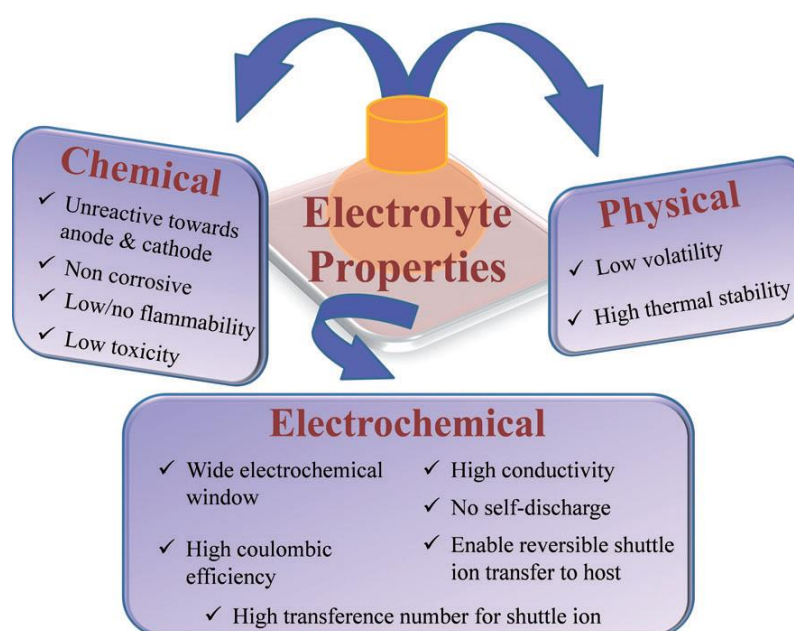 Electrolyte
Properties
Chemical
✓ Unreactive towards
anode & cathode
✓ Non corrosive
✓ Low/no flammability
✓ Low toxicity
Physical
✓ Low volatility
✓ High thermal stability
Electrochemical
✓ Wide electrochemical
window
✓ High coulombic
efficiency
✓ High conductivity
✓ No self-discharge
✓ Enable reversible shuttle
ion transfer to host
✓ High transference number for shuttle ion